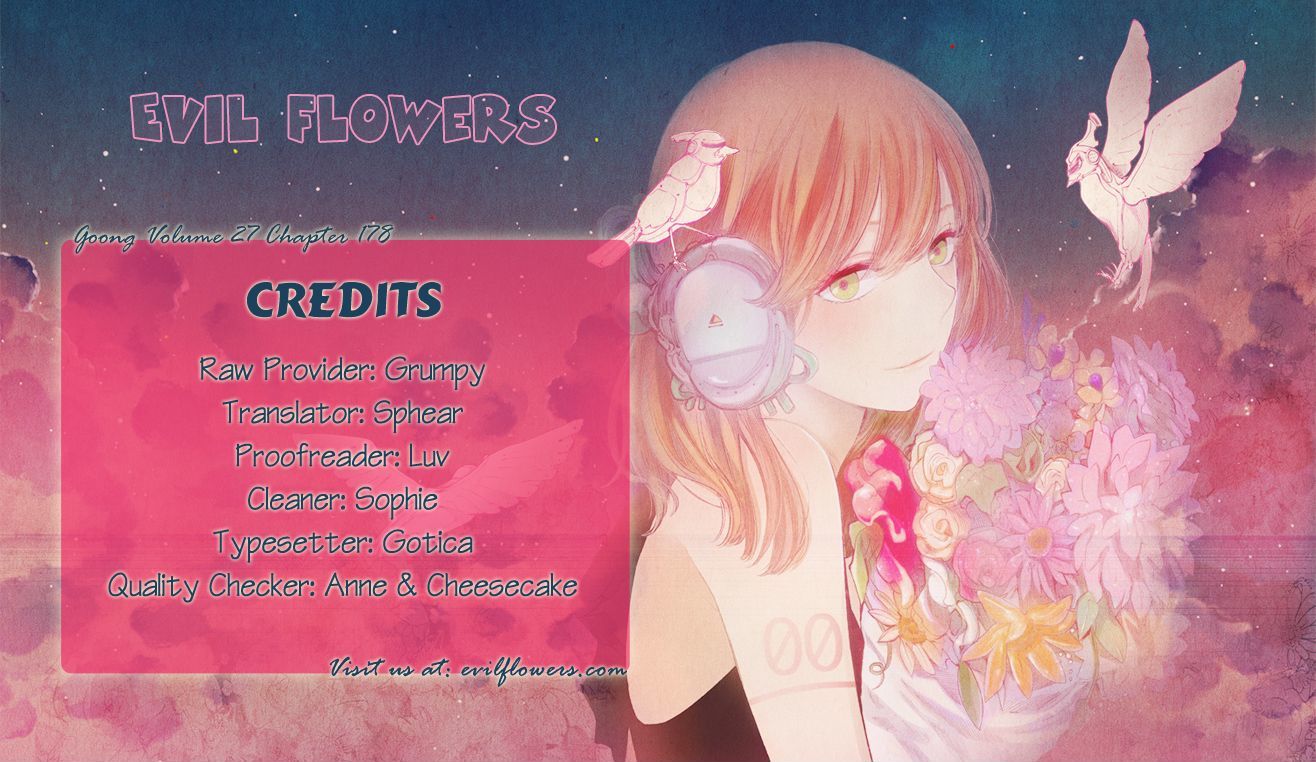 EVIL FLOWERS
Goong Volume 27 Chapter 178
CREDITS
Raw Provider: Grumpy
Translator: Sphear
Proofreader: Luv
Cleaner: Sophie
Typesetter: Gotica
Quality Checker: Anne & Cheesecake
Visit us at: evilflowers.com
00